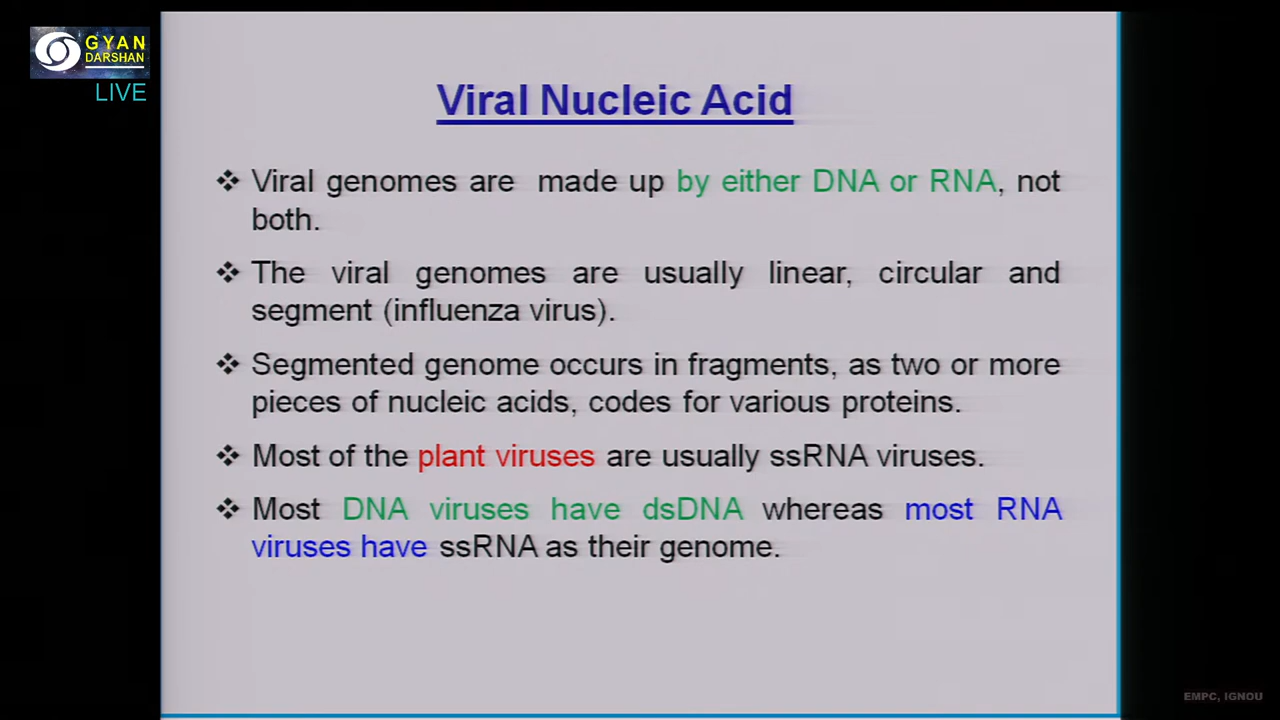 GYAN
DARSHAN
LIVE
Viral Nucleic Acid
❖ Viral genomes are made up by either DNA or RNA, not
both.
❖ The viral genomes are usually linear, circular and
segment (influenza virus).
❖ Segmented genome occurs in fragments, as two or more
pieces of nucleic acids, codes for various proteins.
❖ Most of the plant viruses are usually ssRNA viruses.
❖ Most DNA viruses have dsDNA whereas most RNA
viruses have ssRNA as their genome.
EMPC, IGNOU